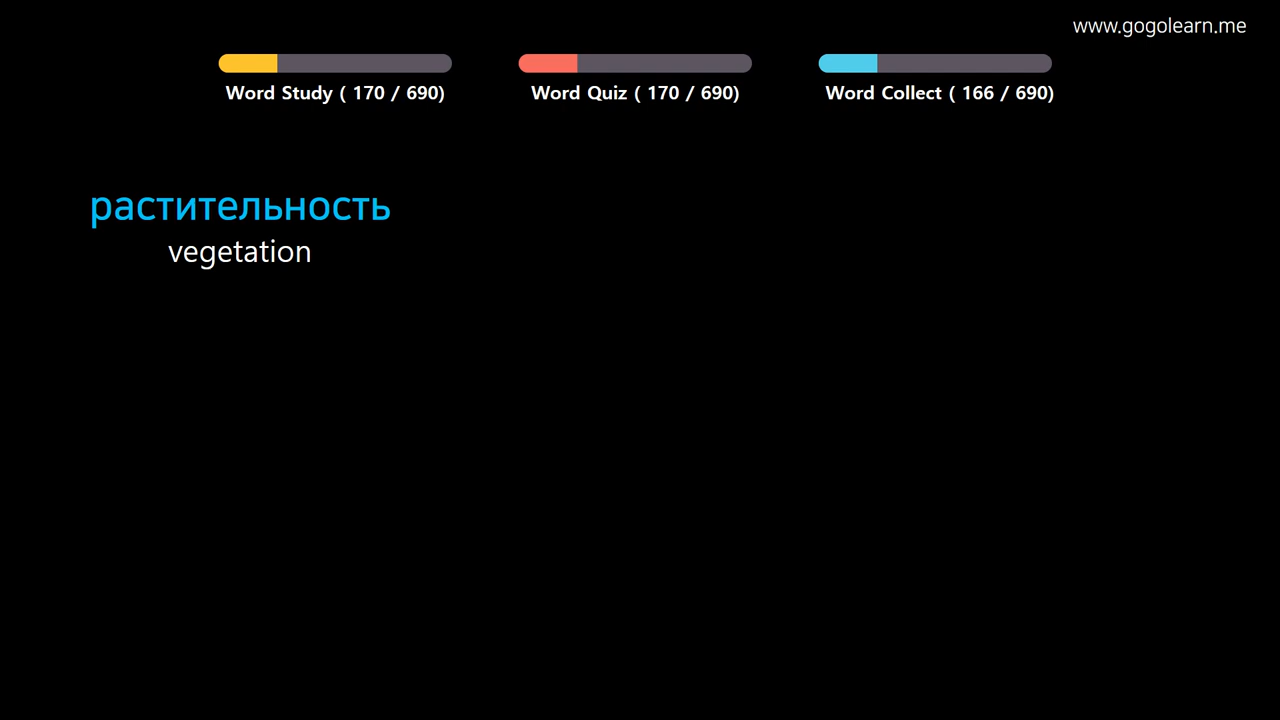 www.gogolearn.me
Word Study ( 170 / 690)
Word Quiz ( 170 / 690)
Word Collect ( 166 / 690)
растительность
vegetation